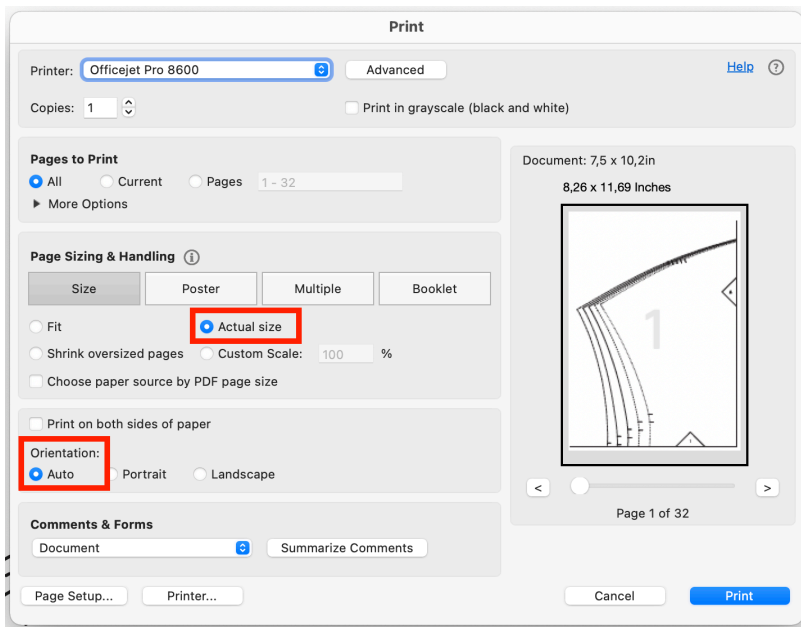 Print
Printer: Officejet Pro 8600 Advanced Help ?
Copies: 1 Print in grayscale (black and white)
Pages to Print
All Current Pages 1 - 32
More Options
Page Sizing & Handling i
Size Poster Multiple Booklet
Fit Actual size
Shrink oversized pages Custom Scale: 100 %
Choose paper source by PDF page size
Print on both sides of paper
Orientation:
Auto Portrait Landscape
Comments & Forms
Document Summarize Comments
Document: 7,5 x 10,2in
8,26 x 11,69 Inches
1
1
< >
Page 1 of 32
Page Setup... Printer... Cancel Print